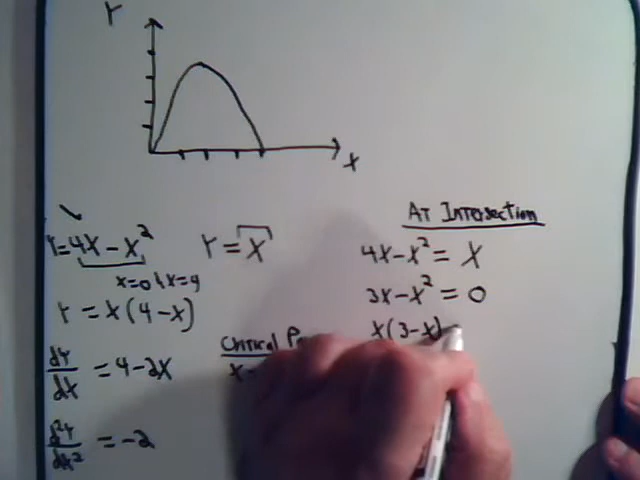 Y
X
Y=4X-X² Y=X
X=0 \ X=4
Y=X(4-X)
dY/dX = 4-2X
d²Y/dX² = -2
Critical
X
At Intersection
4X-X²=X
3X-X²=0
X(3-X)